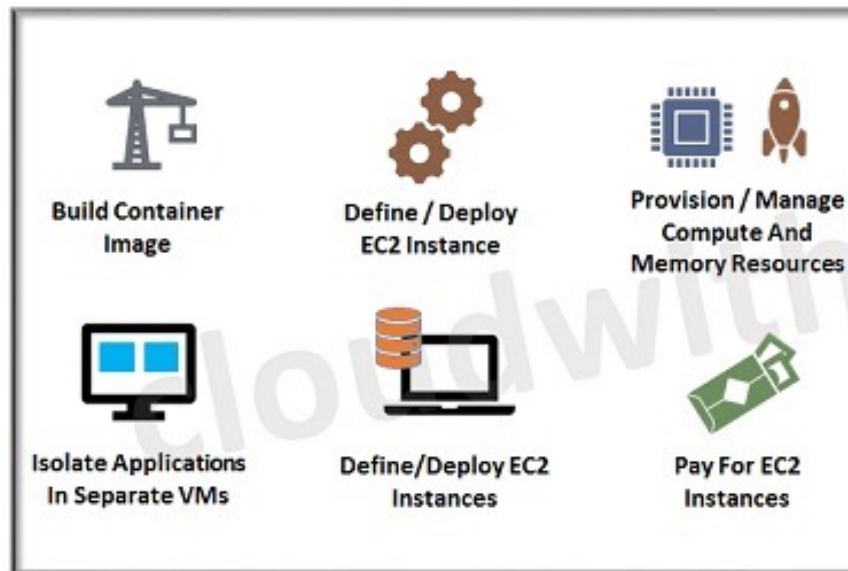 Build Container
Image
Define / Deploy
EC2 Instance
Provision / Manage
Compute And
Memory Resources
Isolate Applications
In Separate VMs
Define/Deploy EC2
Instances
Pay For EC2
Instances
cloudwith